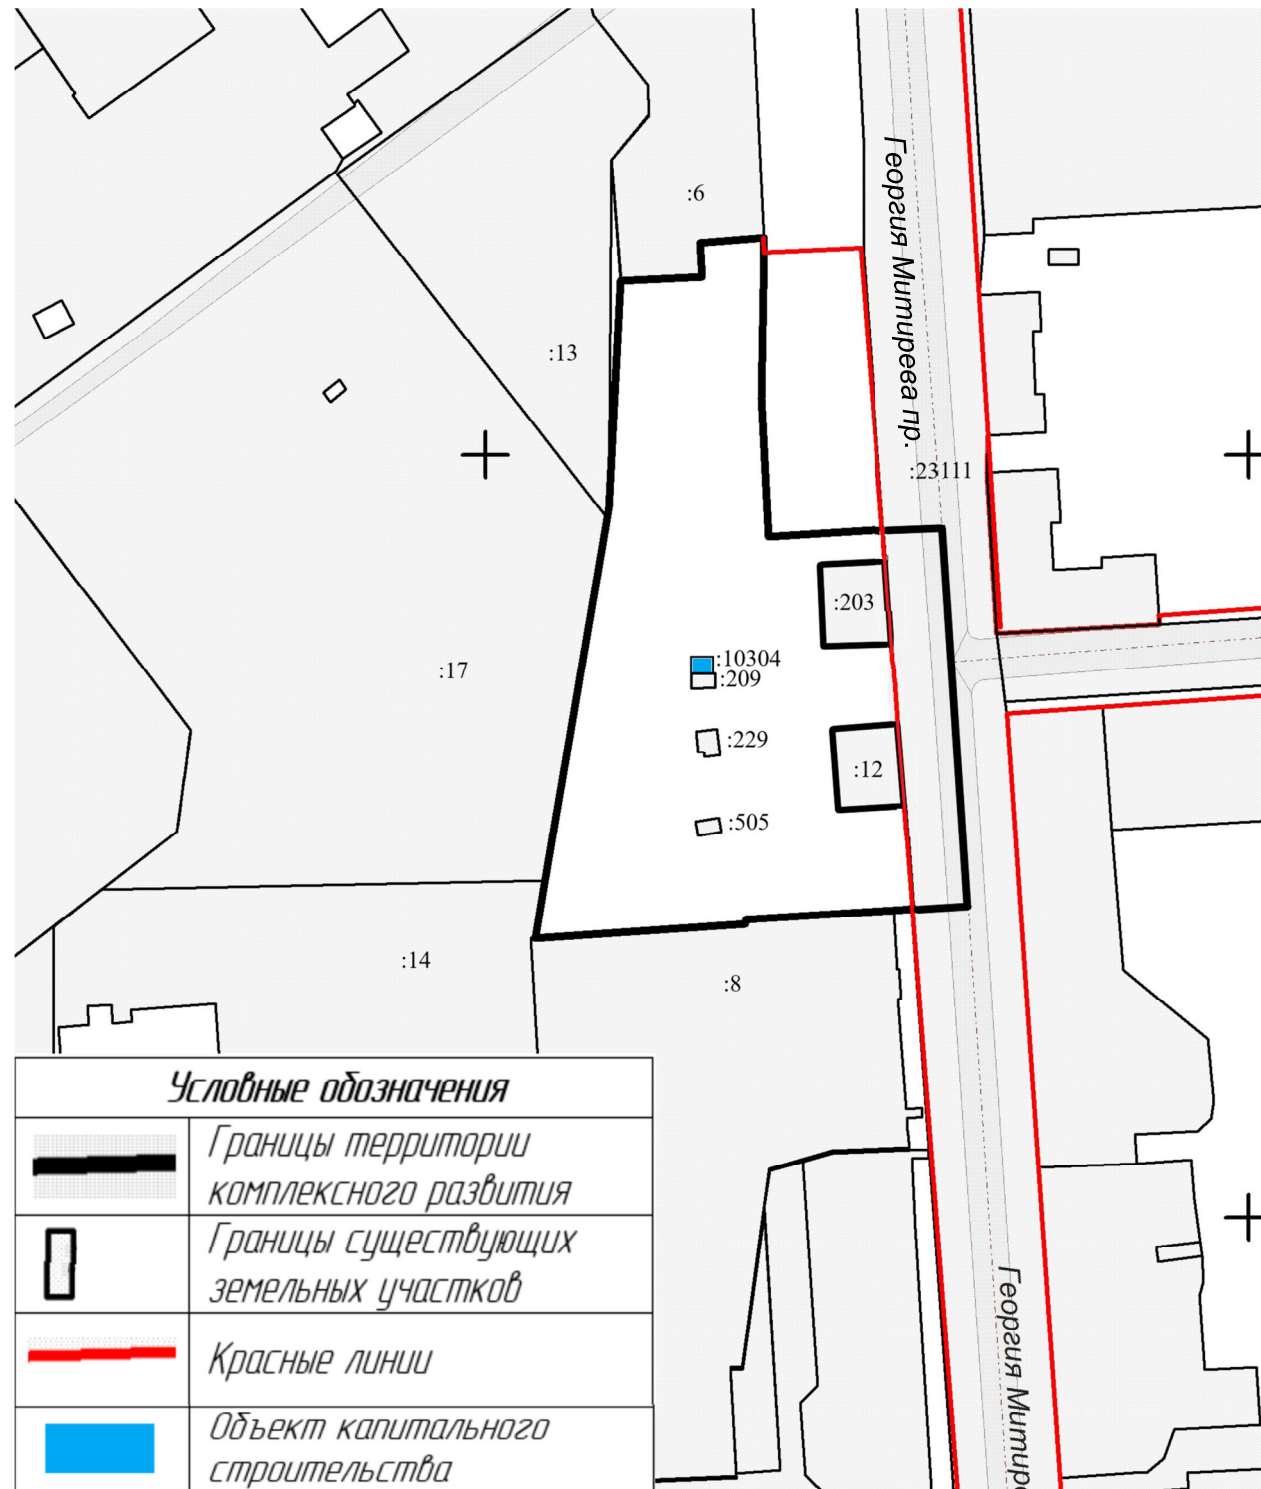 :6
Георгия Митирева пр.
:13
:23111
:203
:10304
:17
:209
:229
:12
:505
:14
:8
Условные обозначения
Границы территории
комплексного развития
Границы существующих
земельных участков
Красные линии
Объект капитального
строительства
Георгия Митир